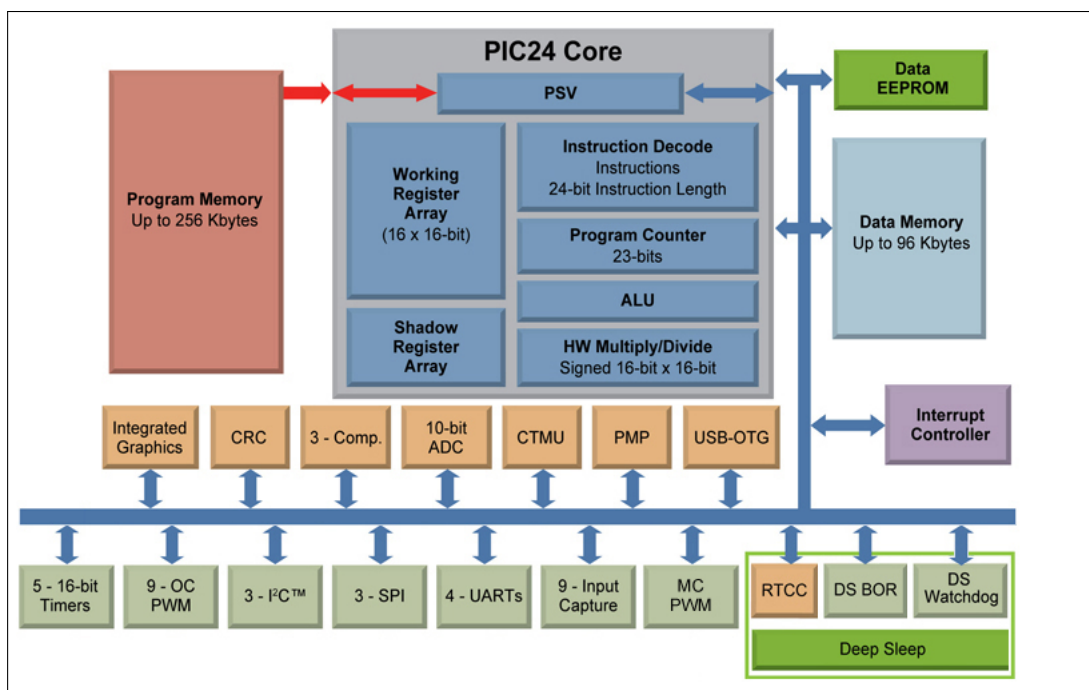 PIC24 Core
PSV
Data
EEPROM
Program Memory
Up to 256 Kbytes
Working
Register
Array
(16 x 16-bit)
Instruction Decode
Instructions
24-bit Instruction Length
Program Counter
23-bits
ALU
Shadow
Register
Array
HW Multiply/Divide
Signed 16-bit x 16-bit
Data Memory
Up to 96 Kbytes
Interrupt
Controller
Integrated
Graphics
CRC
3 - Comp.
10-bit
ADC
CTMU
PMP
USB-OTG
5 - 16-bit
Timers
9 - OC
PWM
3 - I²C™
3 - SPI
4 - UARTs
9 - Input
Capture
MC
PWM
RTCC
DS BOR
DS
Watchdog
Deep Sleep